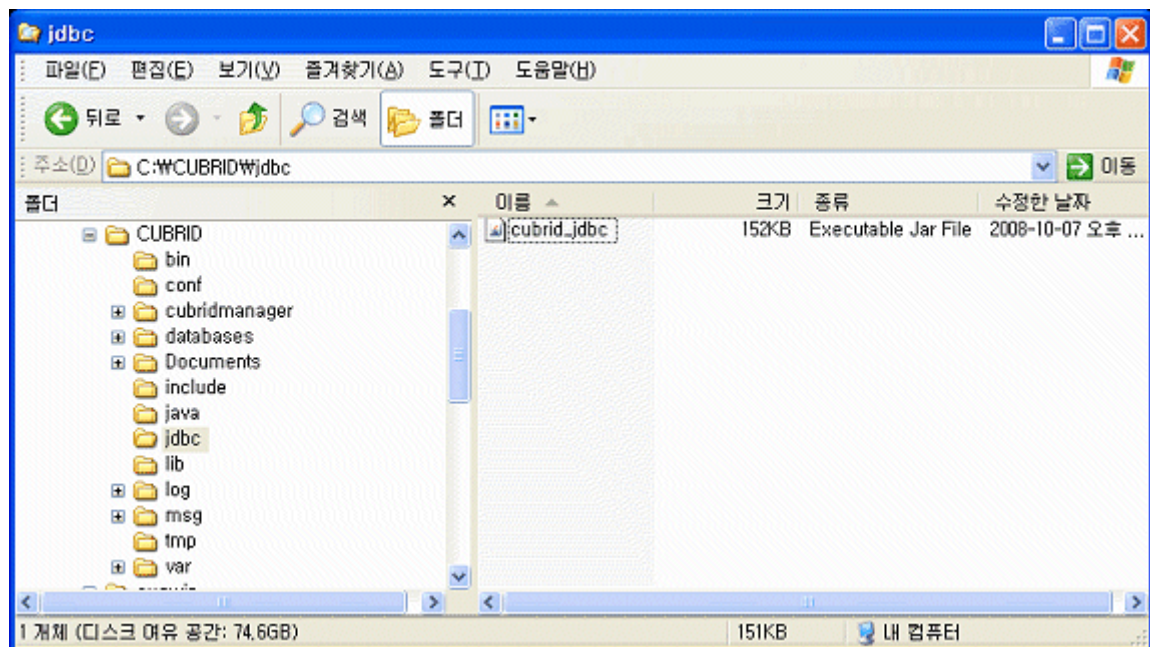 jdbc
파일(F) 편집(E) 보기(V) 즐겨찾기(A) 도구(T) 도움말(H)
뒤로 검색 폴더
주소(D) C:₩CUBRID₩jdbc 이동
폴더 × 이름 크기 종류 수정한 날짜
CUBRID cubrid_jdbc 152KB Executable Jar File 2008-10-07 오후 ...
bin
conf
cubridmanager
databases
Documents
include
java
jdbc
lib
log
msg
tmp
var
1 개체 (디스크 여유 공간: 74,6GB) 151KB 내 컴퓨터